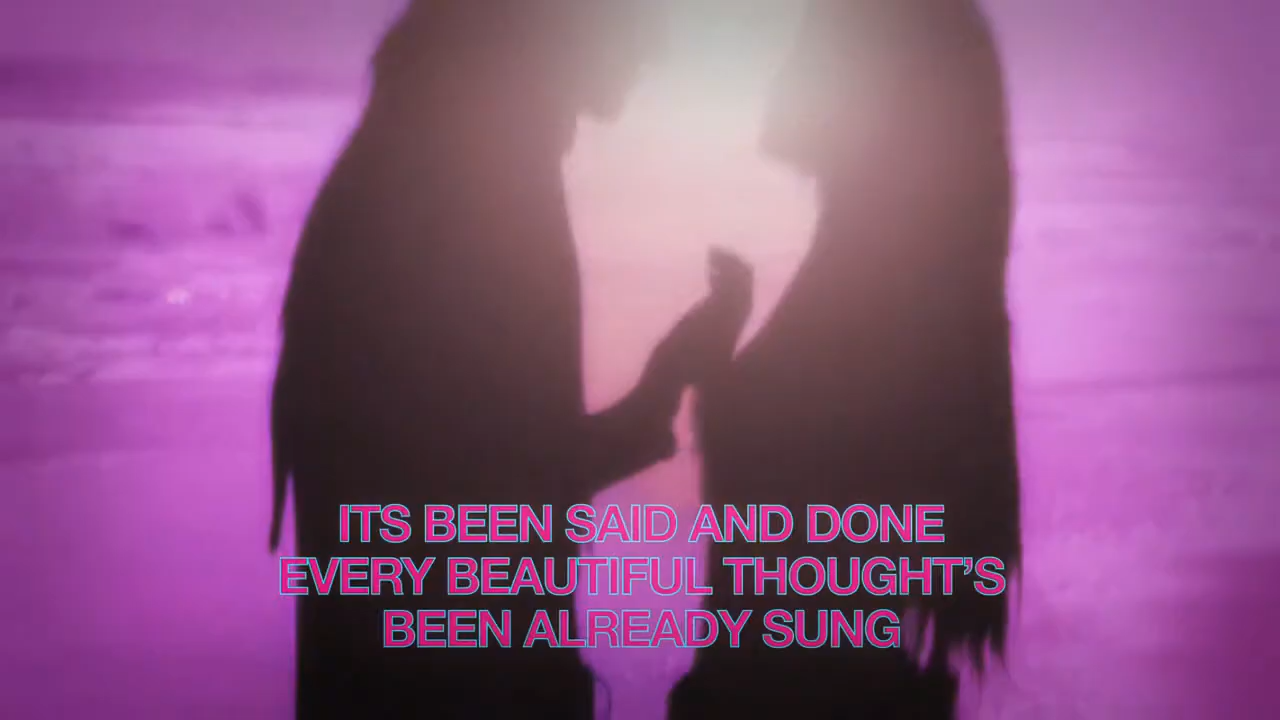 ITS BEEN SAID AND DONE
EVERY BEAUTIFUL THOUGHT’S
BEEN ALREADY SUNG